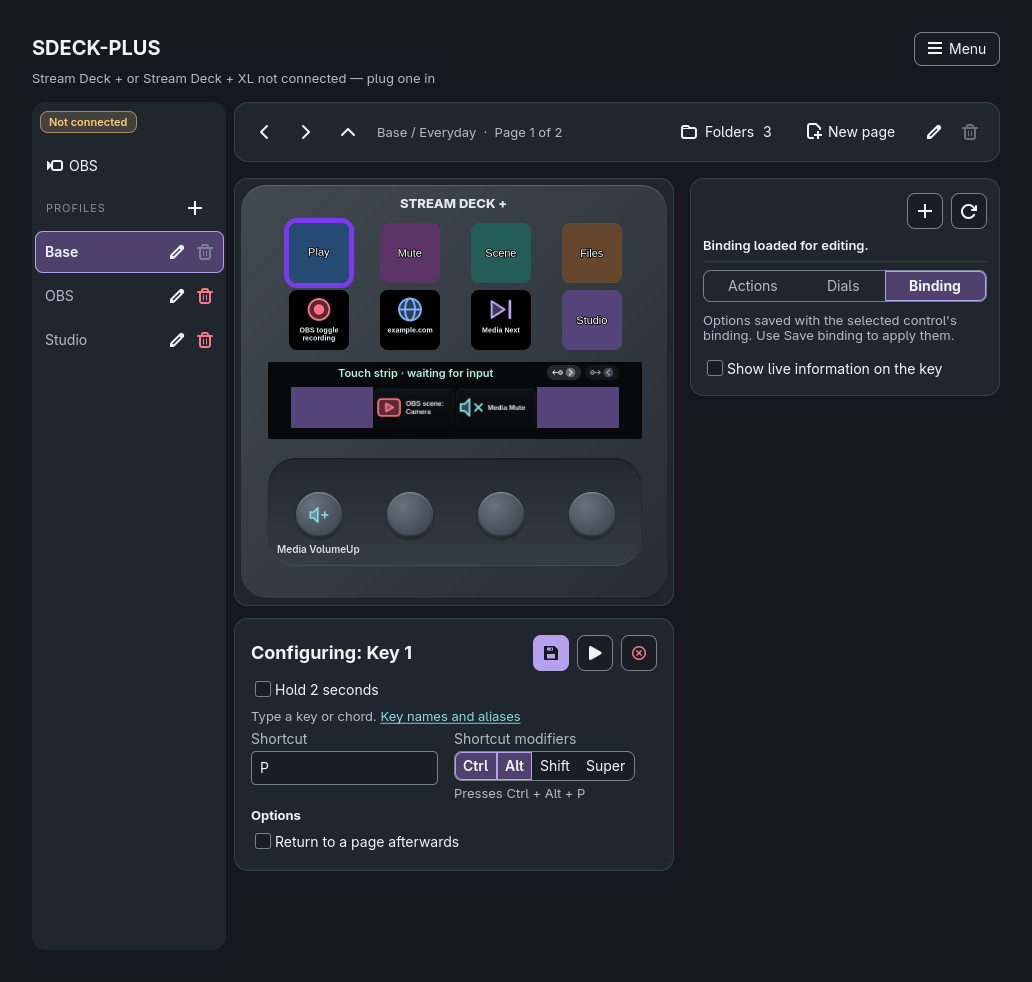 SDECK-PLUS
Menu
Stream Deck + or Stream Deck + XL not connected — plug one in
Not connected
OBS
PROFILES
Base
OBS
Studio
Base / Everyday · Page 1 of 2
Folders 3
New page
STREAM DECK +
Play
Mute
Scene
Files
OBS toggle
recording
example.com
Media Next
Studio
Touch strip · waiting for input
OBS scene:
Camera
Media Mute
Media VolumeUp
Binding loaded for editing.
Actions
Dials
Binding
Options saved with the selected control's
binding. Use Save binding to apply them.
Show live information on the key
Configuring: Key 1
Hold 2 seconds
Type a key or chord. Key names and aliases
Shortcut
Shortcut modifiers
P
Ctrl
Alt
Shift
Super
Presses Ctrl + Alt + P
Options
Return to a page afterwards